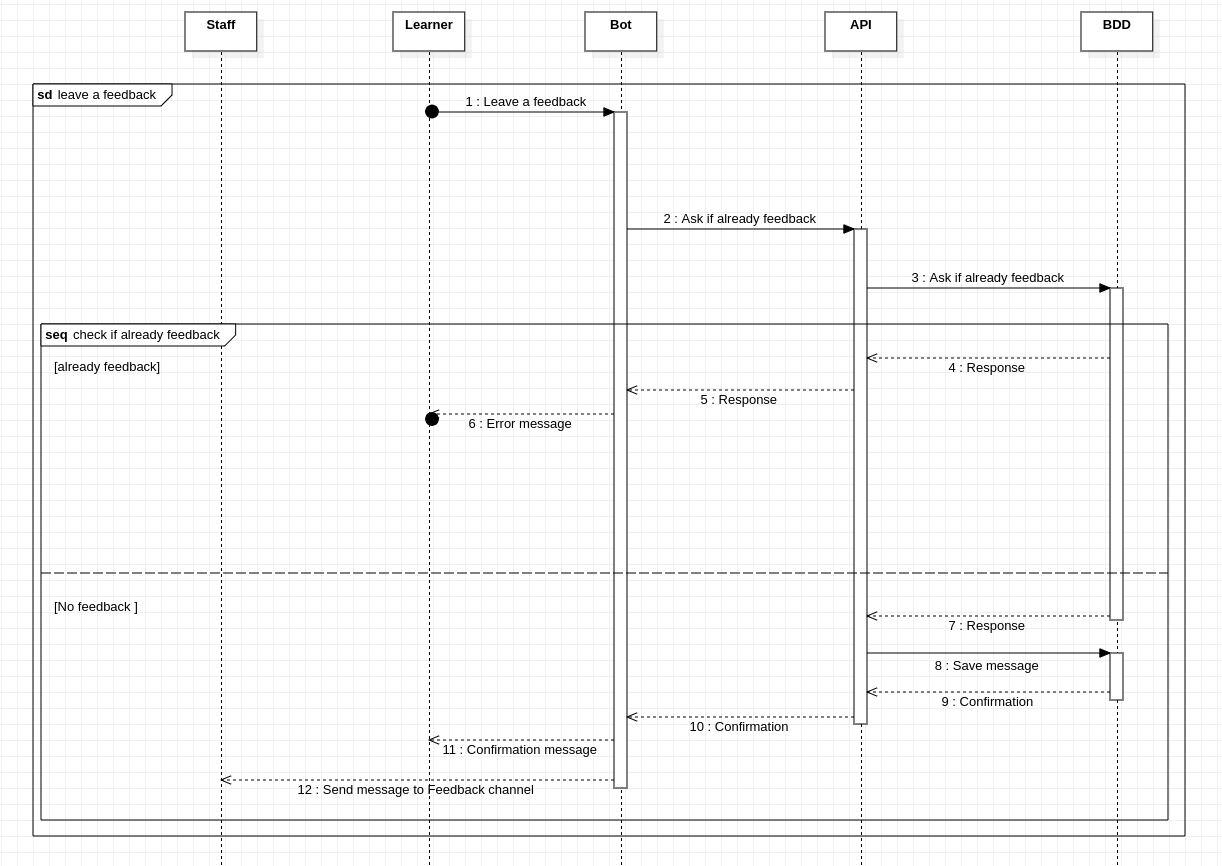 Staff
Learner
Bot
API
BDD
sd leave a feedback
1 : Leave a feedback
2 : Ask if already feedback
3 : Ask if already feedback
seq check if already feedback
[already feedback]
4 : Response
5 : Response
6 : Error message
[No feedback ]
7 : Response
8 : Save message
9 : Confirmation
10 : Confirmation
11 : Confirmation message
12 : Send message to Feedback channel